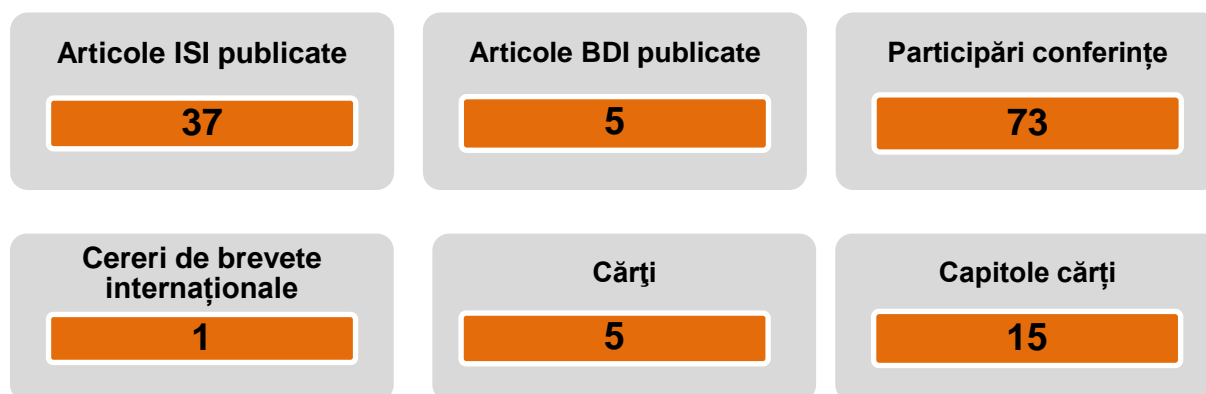 Articole ISI publicate
37
Articole BDI publicate
5
Participări conferințe
73
Cereri de brevete
internaționale
1
Cărţi
5
Capitole cărți
15